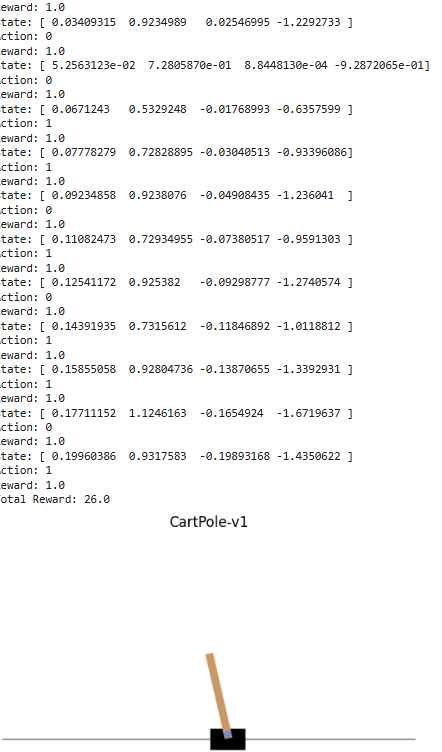 eward: 1.0
tate: [ 0.03409315  0.9234989   0.02546995 -1.2292733 ]
ction: 0
eward: 1.0
tate: [ 5.2563123e-02  7.2805870e-01  8.8448130e-04 -9.2872065e-01]
ction: 0
eward: 1.0
tate: [ 0.0671243   0.5329248  -0.01768993 -0.6357599 ]
ction: 1
eward: 1.0
tate: [ 0.07778279  0.72828895 -0.03040513 -0.93396086]
ction: 1
eward: 1.0
tate: [ 0.09234858  0.9238076  -0.04908435 -1.236041  ]
ction: 0
eward: 1.0
tate: [ 0.11082473  0.72934955 -0.07380517 -0.9591303 ]
ction: 1
eward: 1.0
tate: [ 0.12541172  0.925382   -0.09298777 -1.2740574 ]
ction: 0
eward: 1.0
tate: [ 0.14391935  0.7315612  -0.11846892 -1.0118812 ]
ction: 1
eward: 1.0
tate: [ 0.15855058  0.92804736 -0.13870655 -1.3392931 ]
ction: 1
eward: 1.0
tate: [ 0.17711152  1.1246163  -0.1654924  -1.6719637 ]
ction: 0
eward: 1.0
tate: [ 0.19960386  0.9317583  -0.19893168 -1.4350622 ]
ction: 1
eward: 1.0
otal Reward: 26.0
CartPole-v1